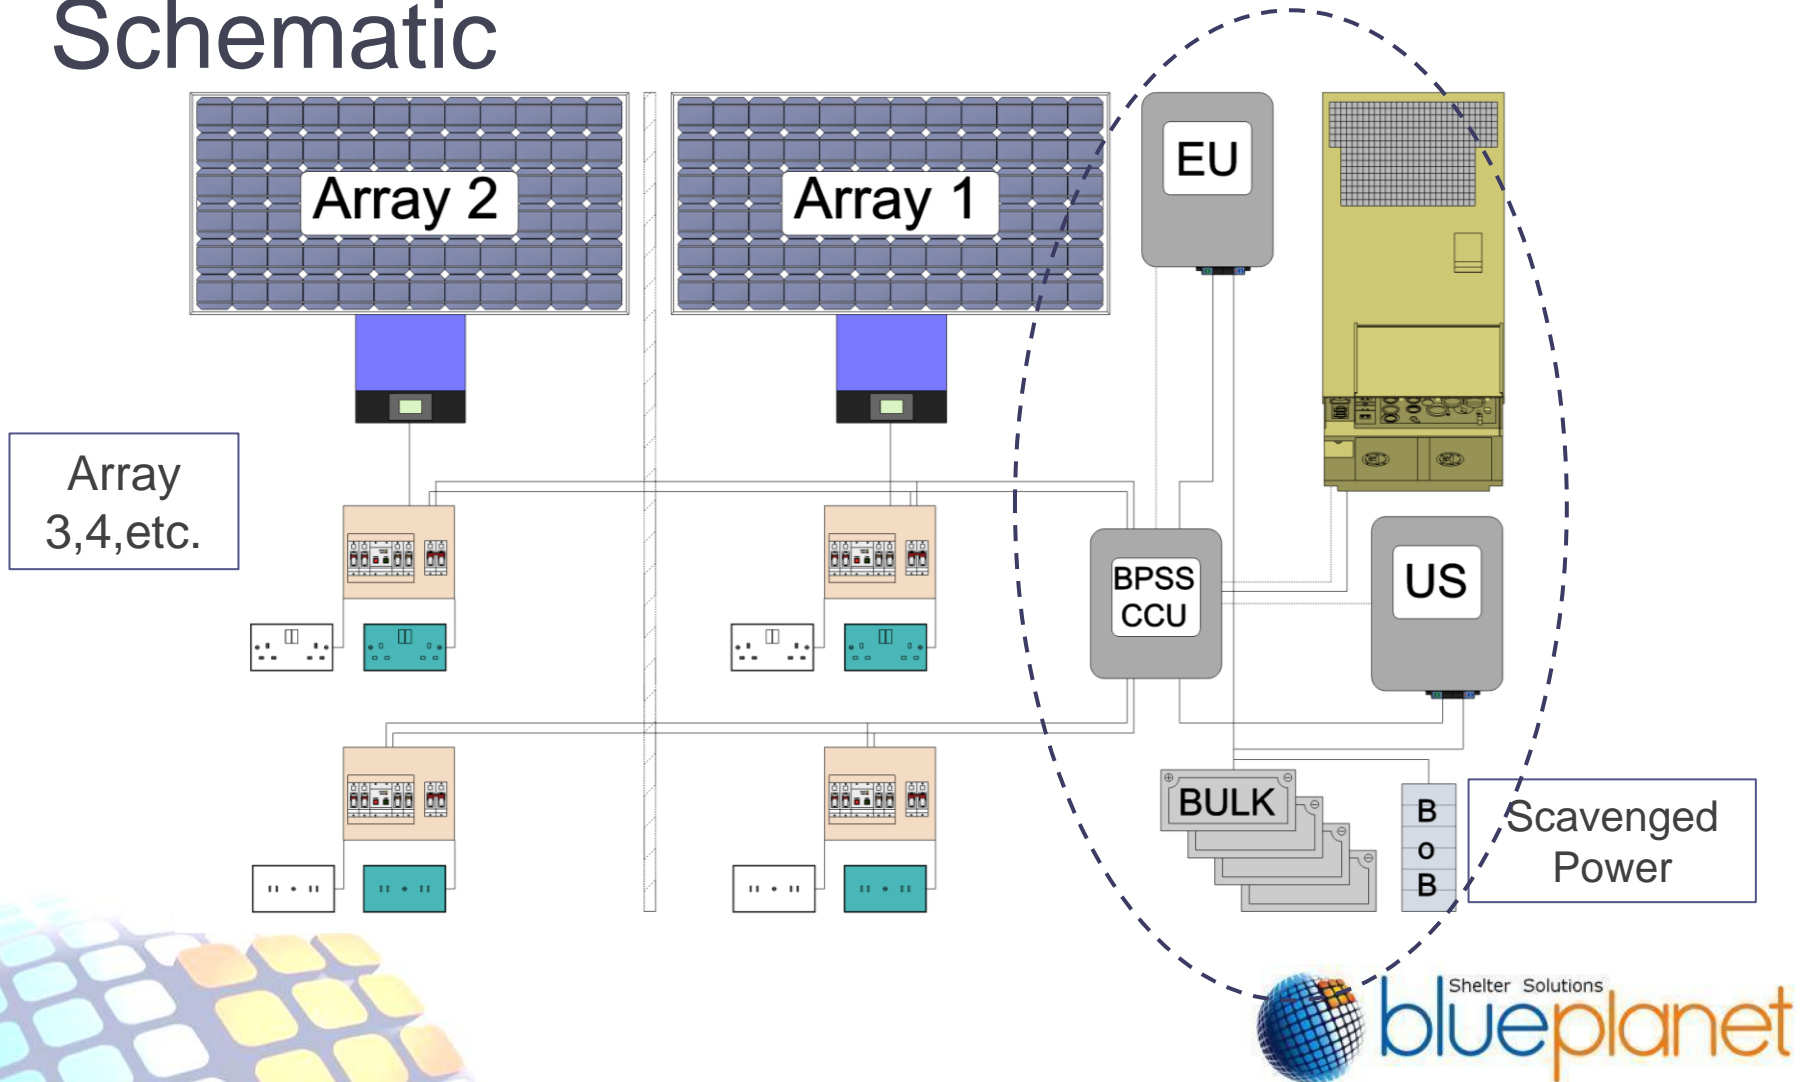 Schematic
Array 2
Array 1
EU
Array
3,4,etc.
BPSS
CCU
US
BULK
B
o
B
Scavenged
Power
Shelter Solutions
blueplanet